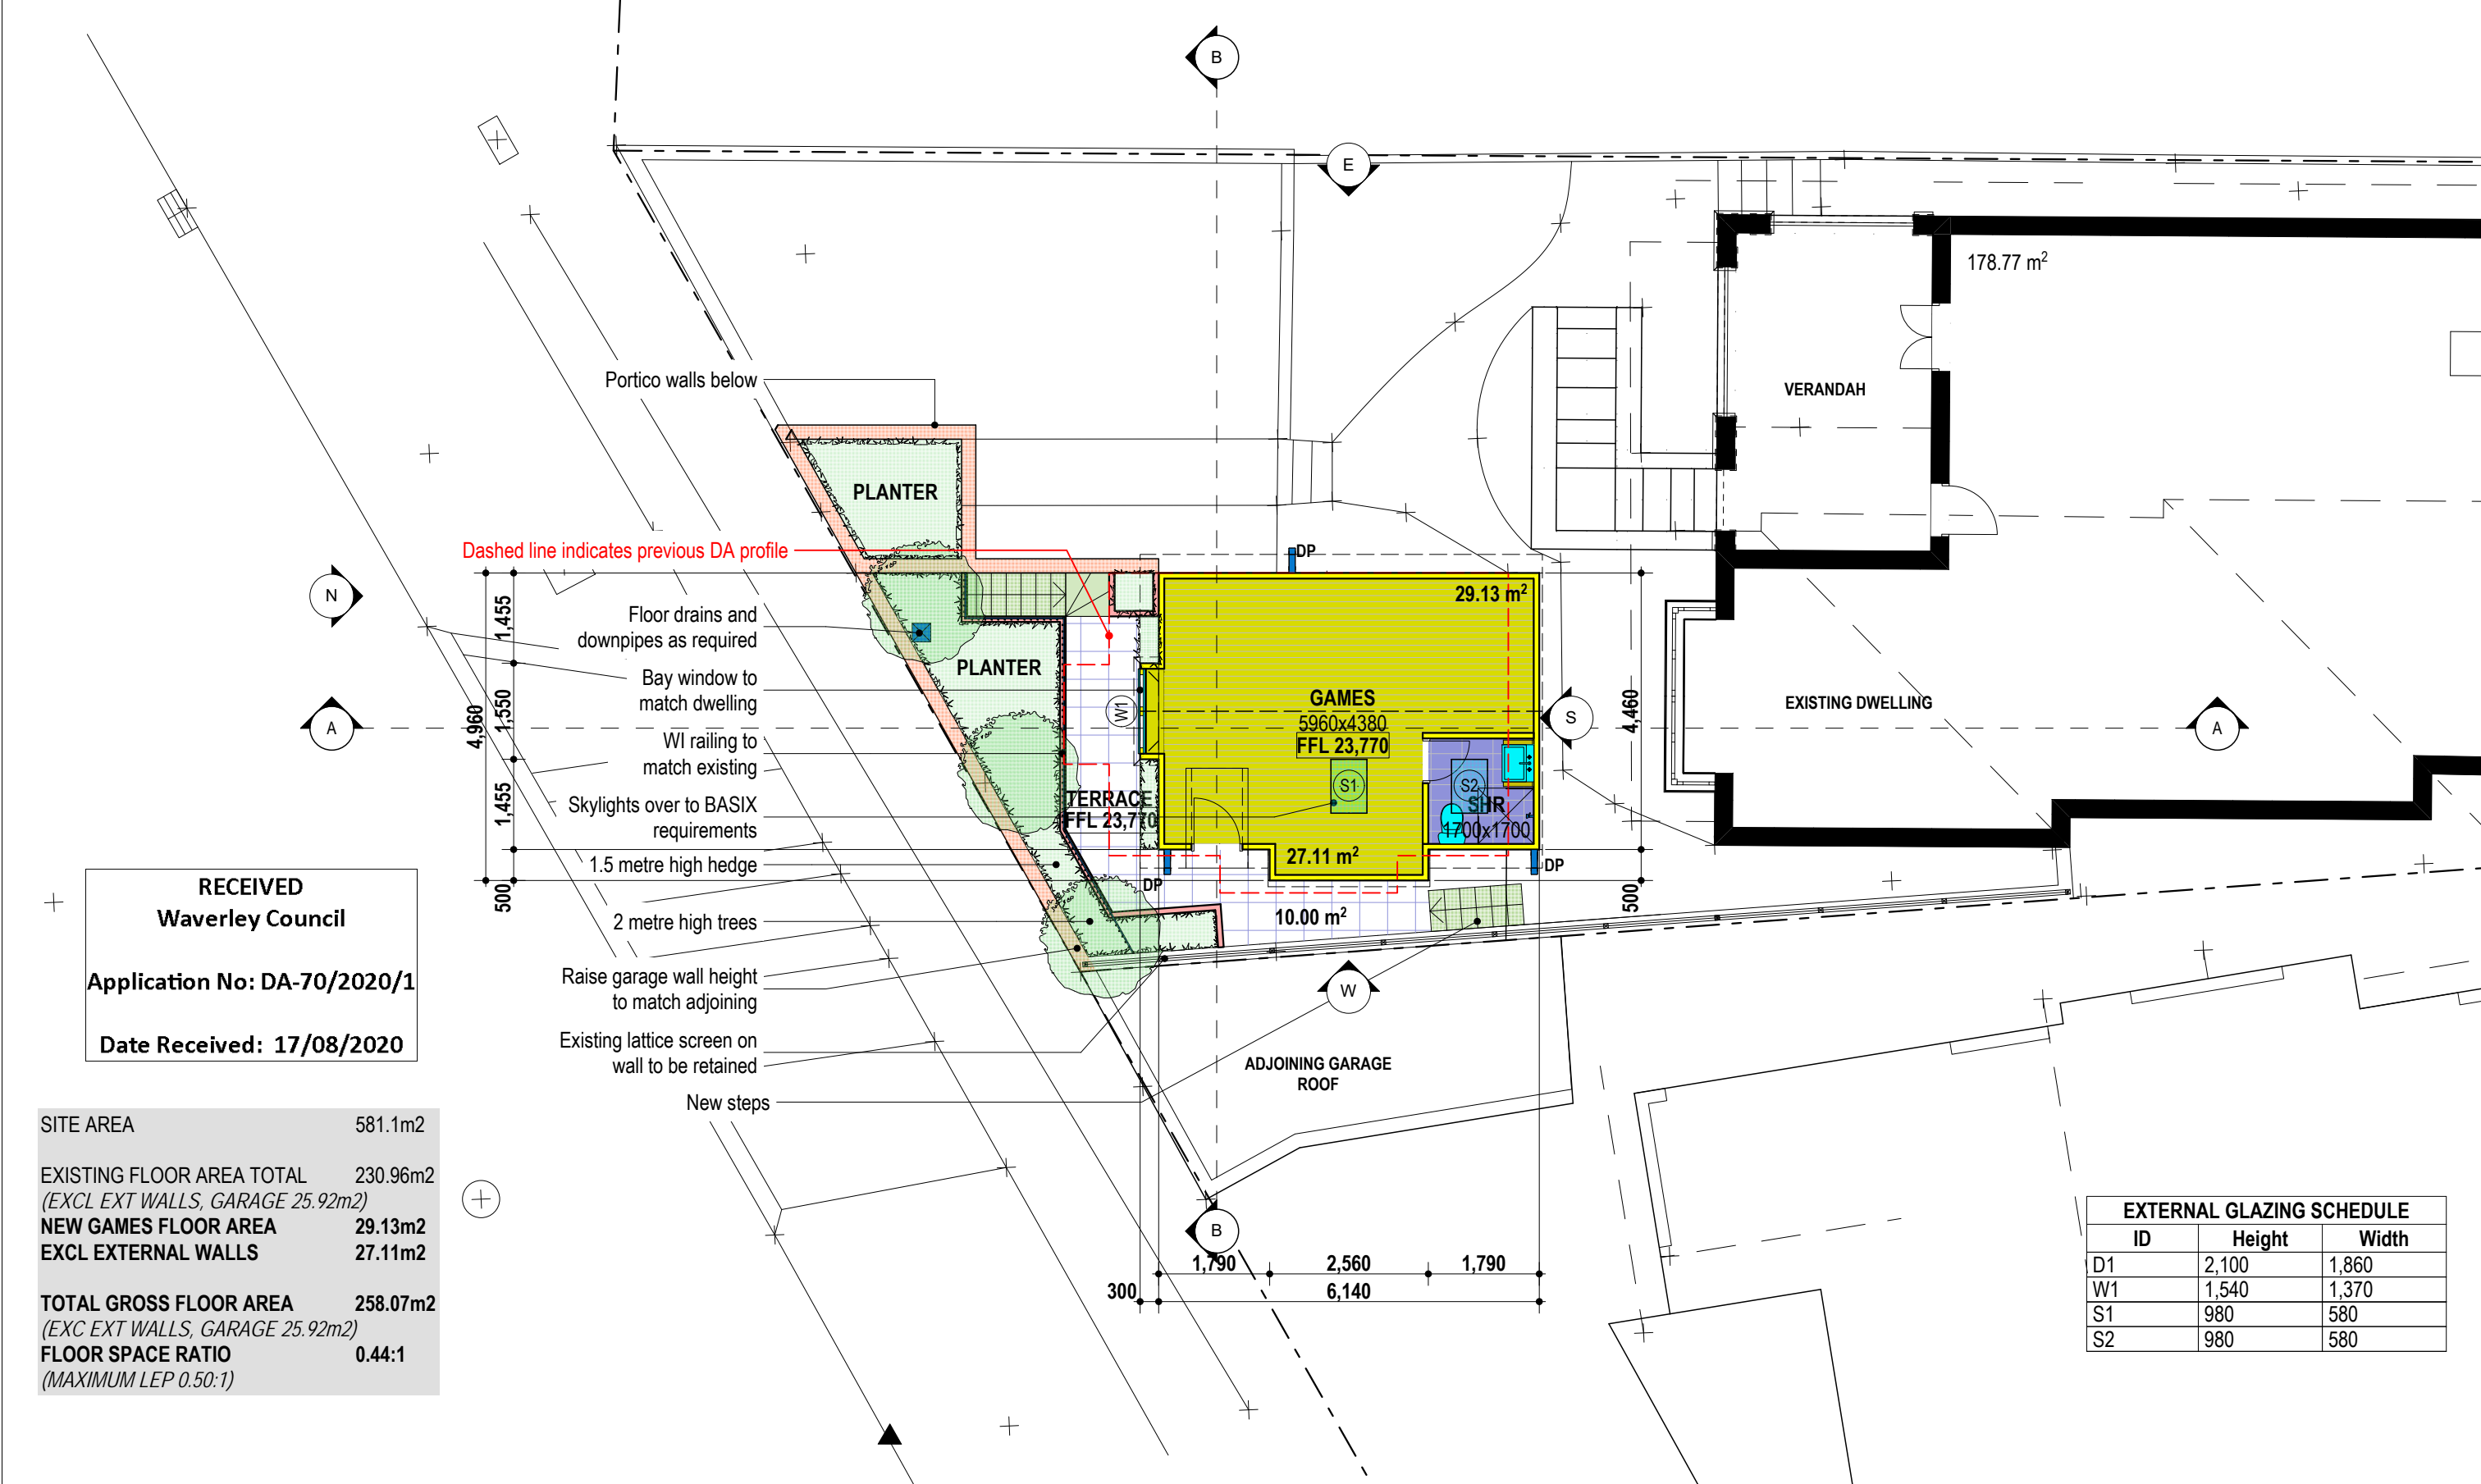 B
E
178.77 m²
Portico walls below
VERANDAH
PLANTER
Dashed line indicates previous DA profile
DP
N
29.13 m²
Floor drains and
downpipes as required
1,455
PLANTER
Bay window to
match dwelling
W1
GAMES
5960x4380
FFL 23,770
S
4,460
EXISTING DWELLING
A
4,960
1,550
A
WI railing to
match existing
S1
S2
SHR
1700x1700
TERRACE
FFL 23,770
Skylights over to BASIX
requirements
1,455
1.5 metre high hedge
27.11 m²
DP
DP
500
500
2 metre high trees
10.00 m²
Raise garage wall height
to match adjoining
W
Existing lattice screen on
wall to be retained
ADJOINING GARAGE
ROOF
New steps
B
1,790
2,560
1,790
300
6,140
RECEIVED
Waverley Council
Application No: DA-70/2020/1
Date Received: 17/08/2020
SITE AREA 581.1m2
EXISTING FLOOR AREA TOTAL 230.96m2
(EXCL EXT WALLS, GARAGE 25.92m2)
NEW GAMES FLOOR AREA 29.13m2
EXCL EXTERNAL WALLS 27.11m2
TOTAL GROSS FLOOR AREA 258.07m2
(EXC EXT WALLS, GARAGE 25.92m2)
FLOOR SPACE RATIO 0.44:1
(MAXIMUM LEP 0.50:1)
EXTERNAL GLAZING SCHEDULE
ID Height Width
D1 2,100 1,860
W1 1,540 1,370
S1 980 580
S2 980 580